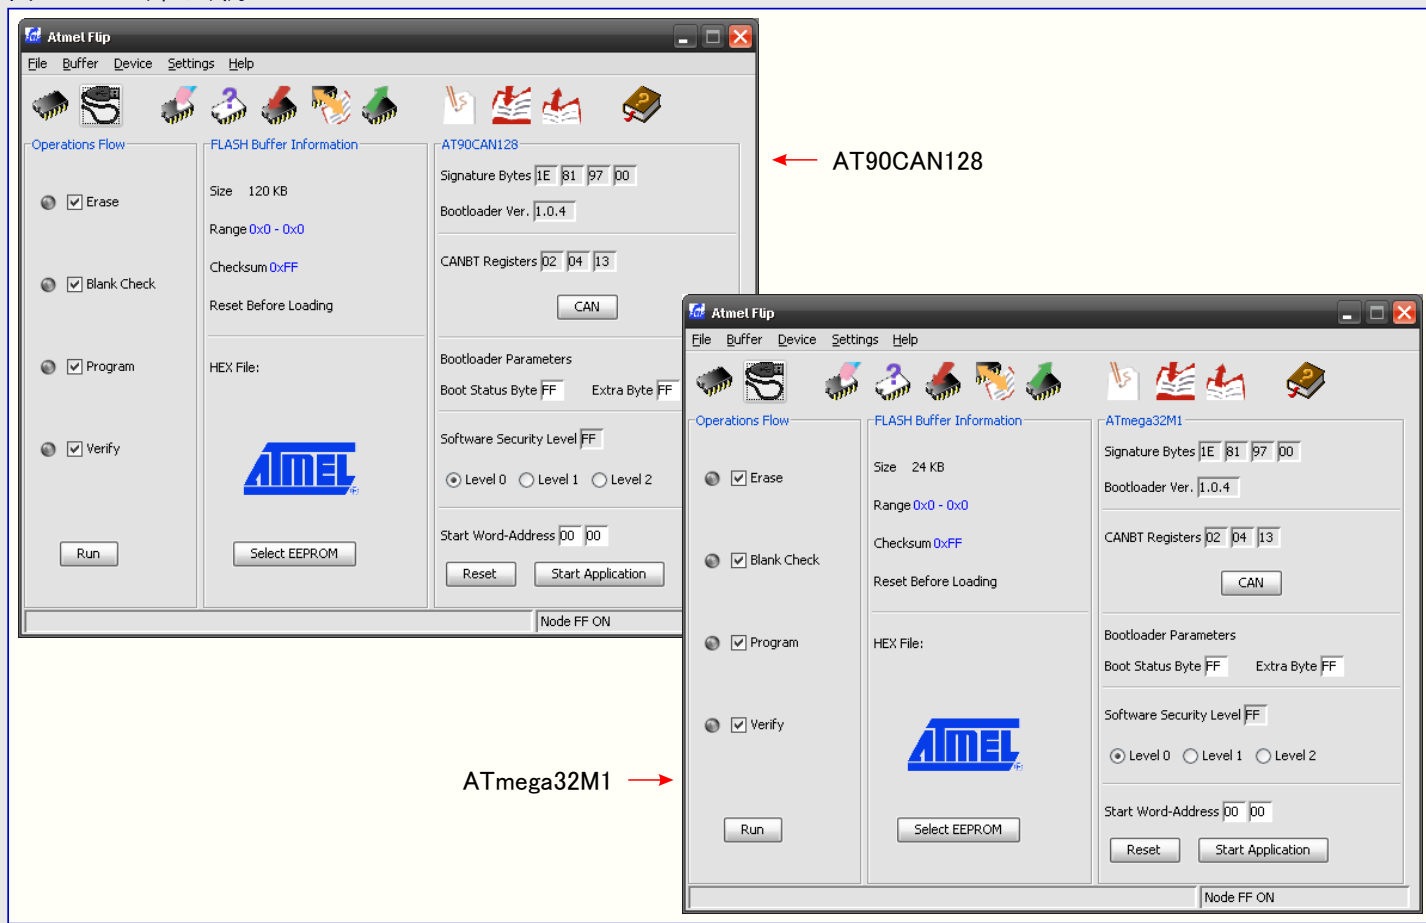 Atmel Flip
File Buffer Device Settings Help
Operations Flow
Erase
Blank Check
Program
Verify
Run
FLASH Buffer Information
Size 120 KB
Range 0x0 - 0x0
Checksum 0xFF
Reset Before Loading
HEX File:
ATMEL
Select EEPROM
AT90CAN128
Signature Bytes 1E 81 97 00
Bootloader Ver. 1.0.4
CANBT Registers 02 04 13
CAN
Bootloader Parameters
Boot Status Byte FF Extra Byte FF
Software Security Level FF
Level 0 Level 1 Level 2
Start Word-Address 00 00
Reset Start Application
Node FF ON
AT90CAN128
ATmega32M1
Atmel Flip
File Buffer Device Settings Help
Operations Flow
Erase
Blank Check
Program
Verify
Run
FLASH Buffer Information
Size 24 KB
Range 0x0 - 0x0
Checksum 0xFF
Reset Before Loading
HEX File:
ATMEL
Select EEPROM
ATmega32M1
Signature Bytes 1E 81 97 00
Bootloader Ver. 1.0.4
CANBT Registers 02 04 13
CAN
Bootloader Parameters
Boot Status Byte FF Extra Byte FF
Software Security Level FF
Level 0 Level 1 Level 2
Start Word-Address 00 00
Reset Start Application
Node FF ON